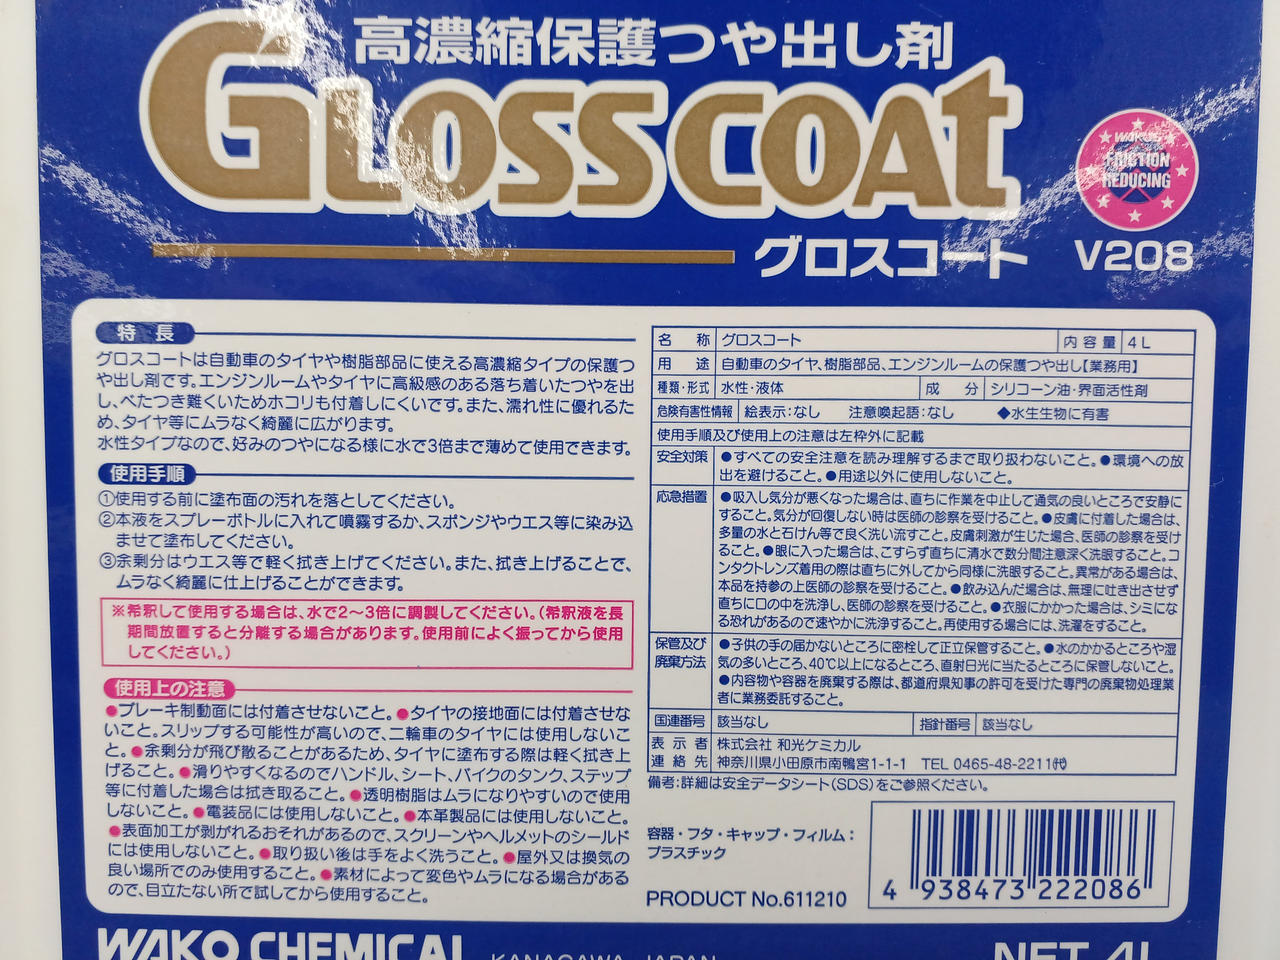 高濃縮保護つや出し剤
GLOSS COAT
WAKO'S
FRICTION
REDUCING
グロスコート V208
特 長
グロスコートは自動車のタイヤや樹脂部品に使える高濃縮タイプの保護つ
や出し剤です。エンジンルームやタイヤに高級感のある落ち着いたつやを出
し、べたつき難くいためホコリも付着しにくいです。また、濡れ性に優れるた
め、タイヤ等にムラなく綺麗に広がります。
水性タイプなので、好みのつやになる様に水で3倍まで薄めて使用できます。
使用手順
①使用する前に塗布面の汚れを落としてください。
②本液をスプレーボトルに入れて噴霧するか、スポンジやウエス等に染み込
ませて塗布してください。
③余剰分はウエス等で軽く拭き上げてください。また、拭き上げることで、
ムラなく綺麗に仕上げることができます。
※希釈して使用する場合は、水で2〜3倍に調製してください。(希釈液を長
期間放置すると分離する場合があります。使用前によく振ってから使用
してください。)
使用上の注意
●ブレーキ制動面には付着させないこと。●タイヤの接地面には付着させな
いこと。スリップする可能性が高いので、二輪車のタイヤには使用しないこ
と。●余剰分が飛び散ることがあるため、タイヤに塗布する際は軽く拭き上
げること。●滑りやすくなるのでハンドル、シート、バイクのタンク、ステップ
等に付着した場合は拭き取ること。●透明樹脂はムラになりやすいので使用
しないこと。●電装品には使用しないこと。●本革製品には使用しないこと。
●表面加工が剥がれるおそれがあるので、スクリーンやヘルメットのシールド
には使用しないこと。●取り扱い後は手をよく洗うこと。●屋外又は換気の
良い場所でのみ使用すること。●素材によって変色やムラになる場合がある
ので、目立たない所で試してから使用すること。
名 称 グロスコート 内容量 4L
用 途 自動車のタイヤ、樹脂部品、エンジンルームの保護つや出し【業務用】
種類・形式 水性・液体 成 分 シリコーン油・界面活性剤
危険有害性情報 絵表示：なし 注意喚起語：なし ◆水生生物に有害
使用手順及び使用上の注意は左枠外に記載
安全対策 ●すべての安全注意を読み理解するまで取り扱わないこと。●環境への放
出を避けること。●用途以外に使用しないこと。
応急措置 ●吸入し気分が悪くなった場合は、直ちに作業を中止して通気の良いところで安静に
すること。気分が回復しない時は医師の診察を受けること。●皮膚に付着した場合は、
多量の水と石けん等で良く洗い流すこと。皮膚刺激が生じた場合、医師の診察を受け
ること。●眼に入った場合は、こすらず直ちに清水で数分間注意深く洗眼すること。コ
ンタクトレンズ着用の際は直ちに外してから同様に洗眼すること。異常がある場合は、
本品を持参の上医師の診察を受けること。●飲み込んだ場合は、無理に吐き出させず
直ちに口の中を洗浄し、医師の診察を受けること。●衣服にかかった場合は、シミにな
る恐れがあるので速やかに洗浄すること。再使用する場合には、洗濯をすること。
保管及び
廃棄方法 ●子供の手の届かないところに密栓して正立保管すること。●水のかかるところや湿
気の多いところ、40℃以上になるところ、直射日光に当たるところに保管しないこと。
●内容物や容器を廃棄する際は、都道府県知事の許可を受けた専門の廃棄物処理業
者に業務委託すること。
国連番号 該当なし 指針番号 該当なし
表 示 者 株式会社 和光ケミカル
連 絡 先 神奈川県小田原市南鴨宮1-1-1 TEL 0465-48-2211㈹
備考：詳細は安全データシート(SDS)をご参照ください。
容器・フタ・キャップ・フィルム：
プラスチック
PRODUCT No.611210
4 938473 222086
WAKO CHEMICAL KANAGAWA, JAPAN NET 4L